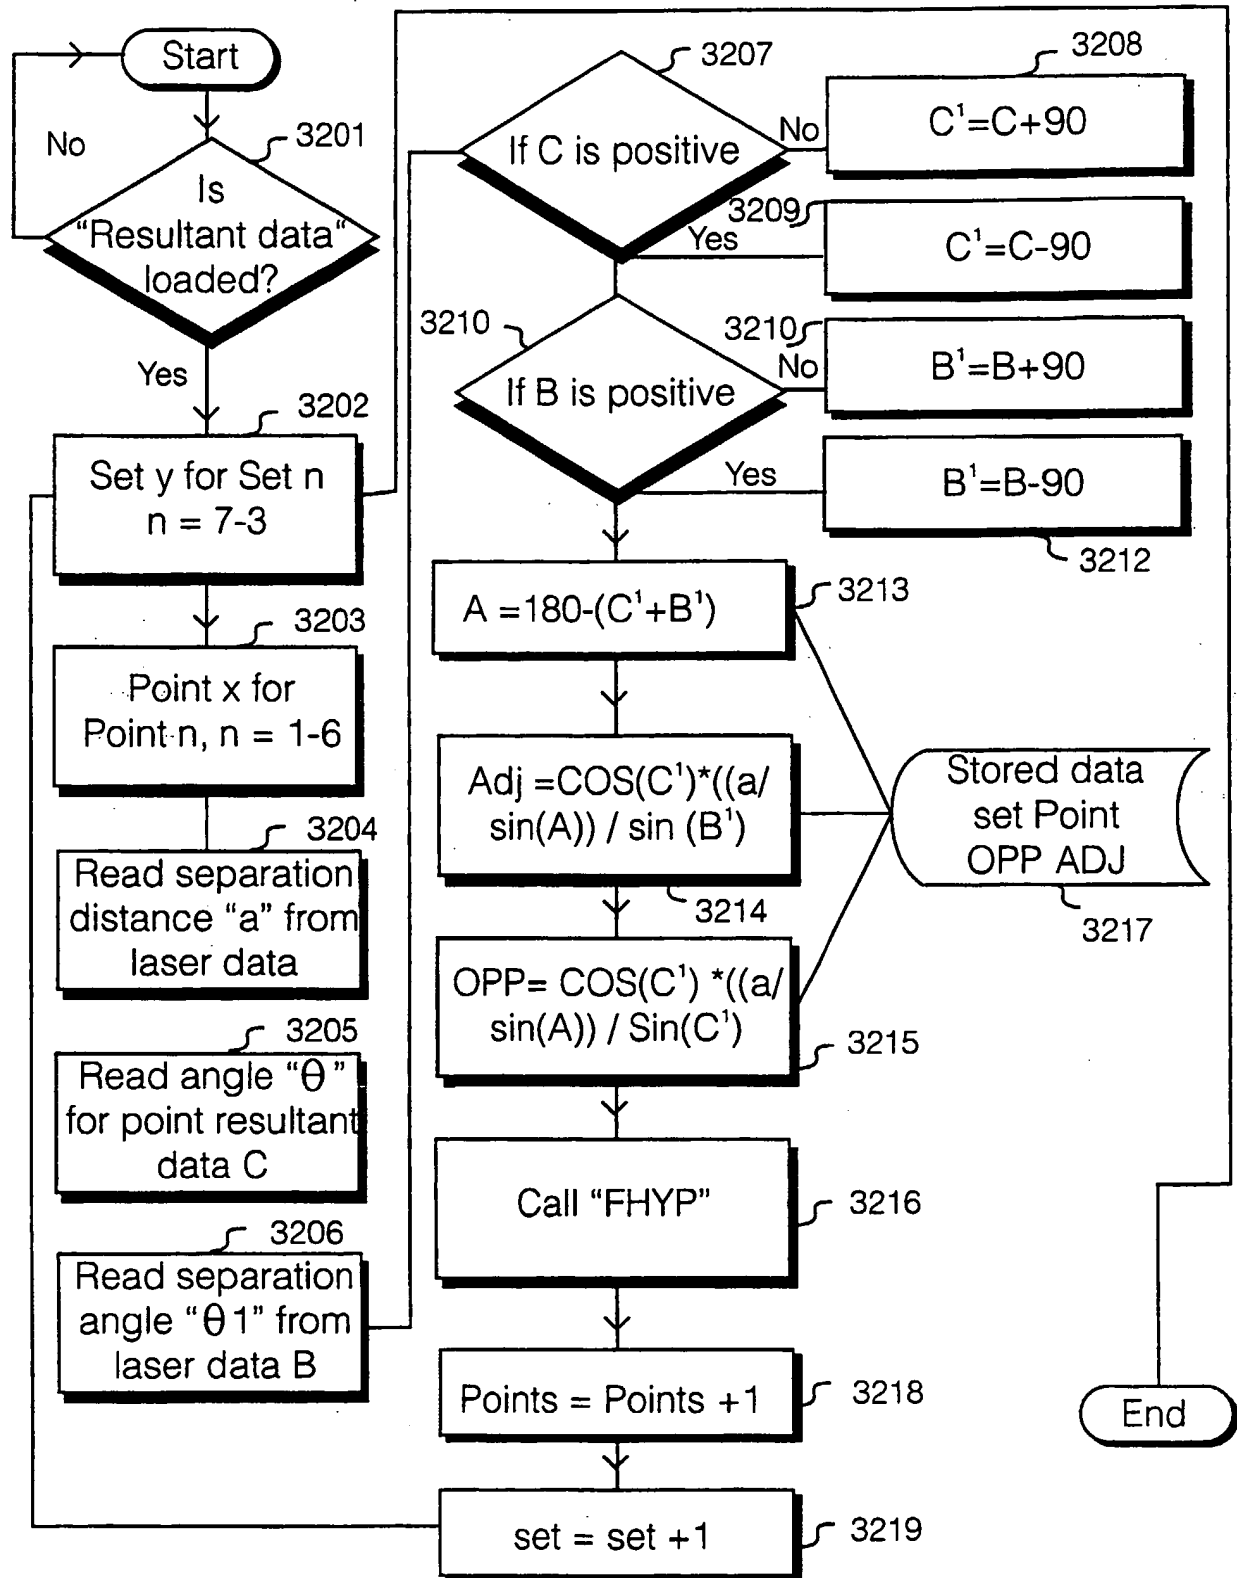 Start
No
3201
Is
“Resultant data“
loaded?
Yes
3202
Set y for Set n
n = 7-3
3203
Point x for
Point n, n = 1-6
3204
Read separation
distance “a” from
laser data
3205
Read angle “θ”
for point resultant
data C
3206
Read separation
angle “θ1” from
laser data B
3207
If C is positive
No
3208
C¹=C+90
3209
Yes
C¹=C-90
3210
If B is positive
3210
No
B¹=B+90
Yes
B¹=B-90
3212
A =180-(C¹+B¹)
3213
Adj =COS(C¹)*((a/
sin(A)) / sin (B¹)
3214
OPP= COS(C¹) *((a/
sin(A)) / Sin(C¹)
3215
Stored data
set Point
OPP ADJ
3217
Call “FHYP”
3216
Points = Points +1
3218
set = set +1
3219
End